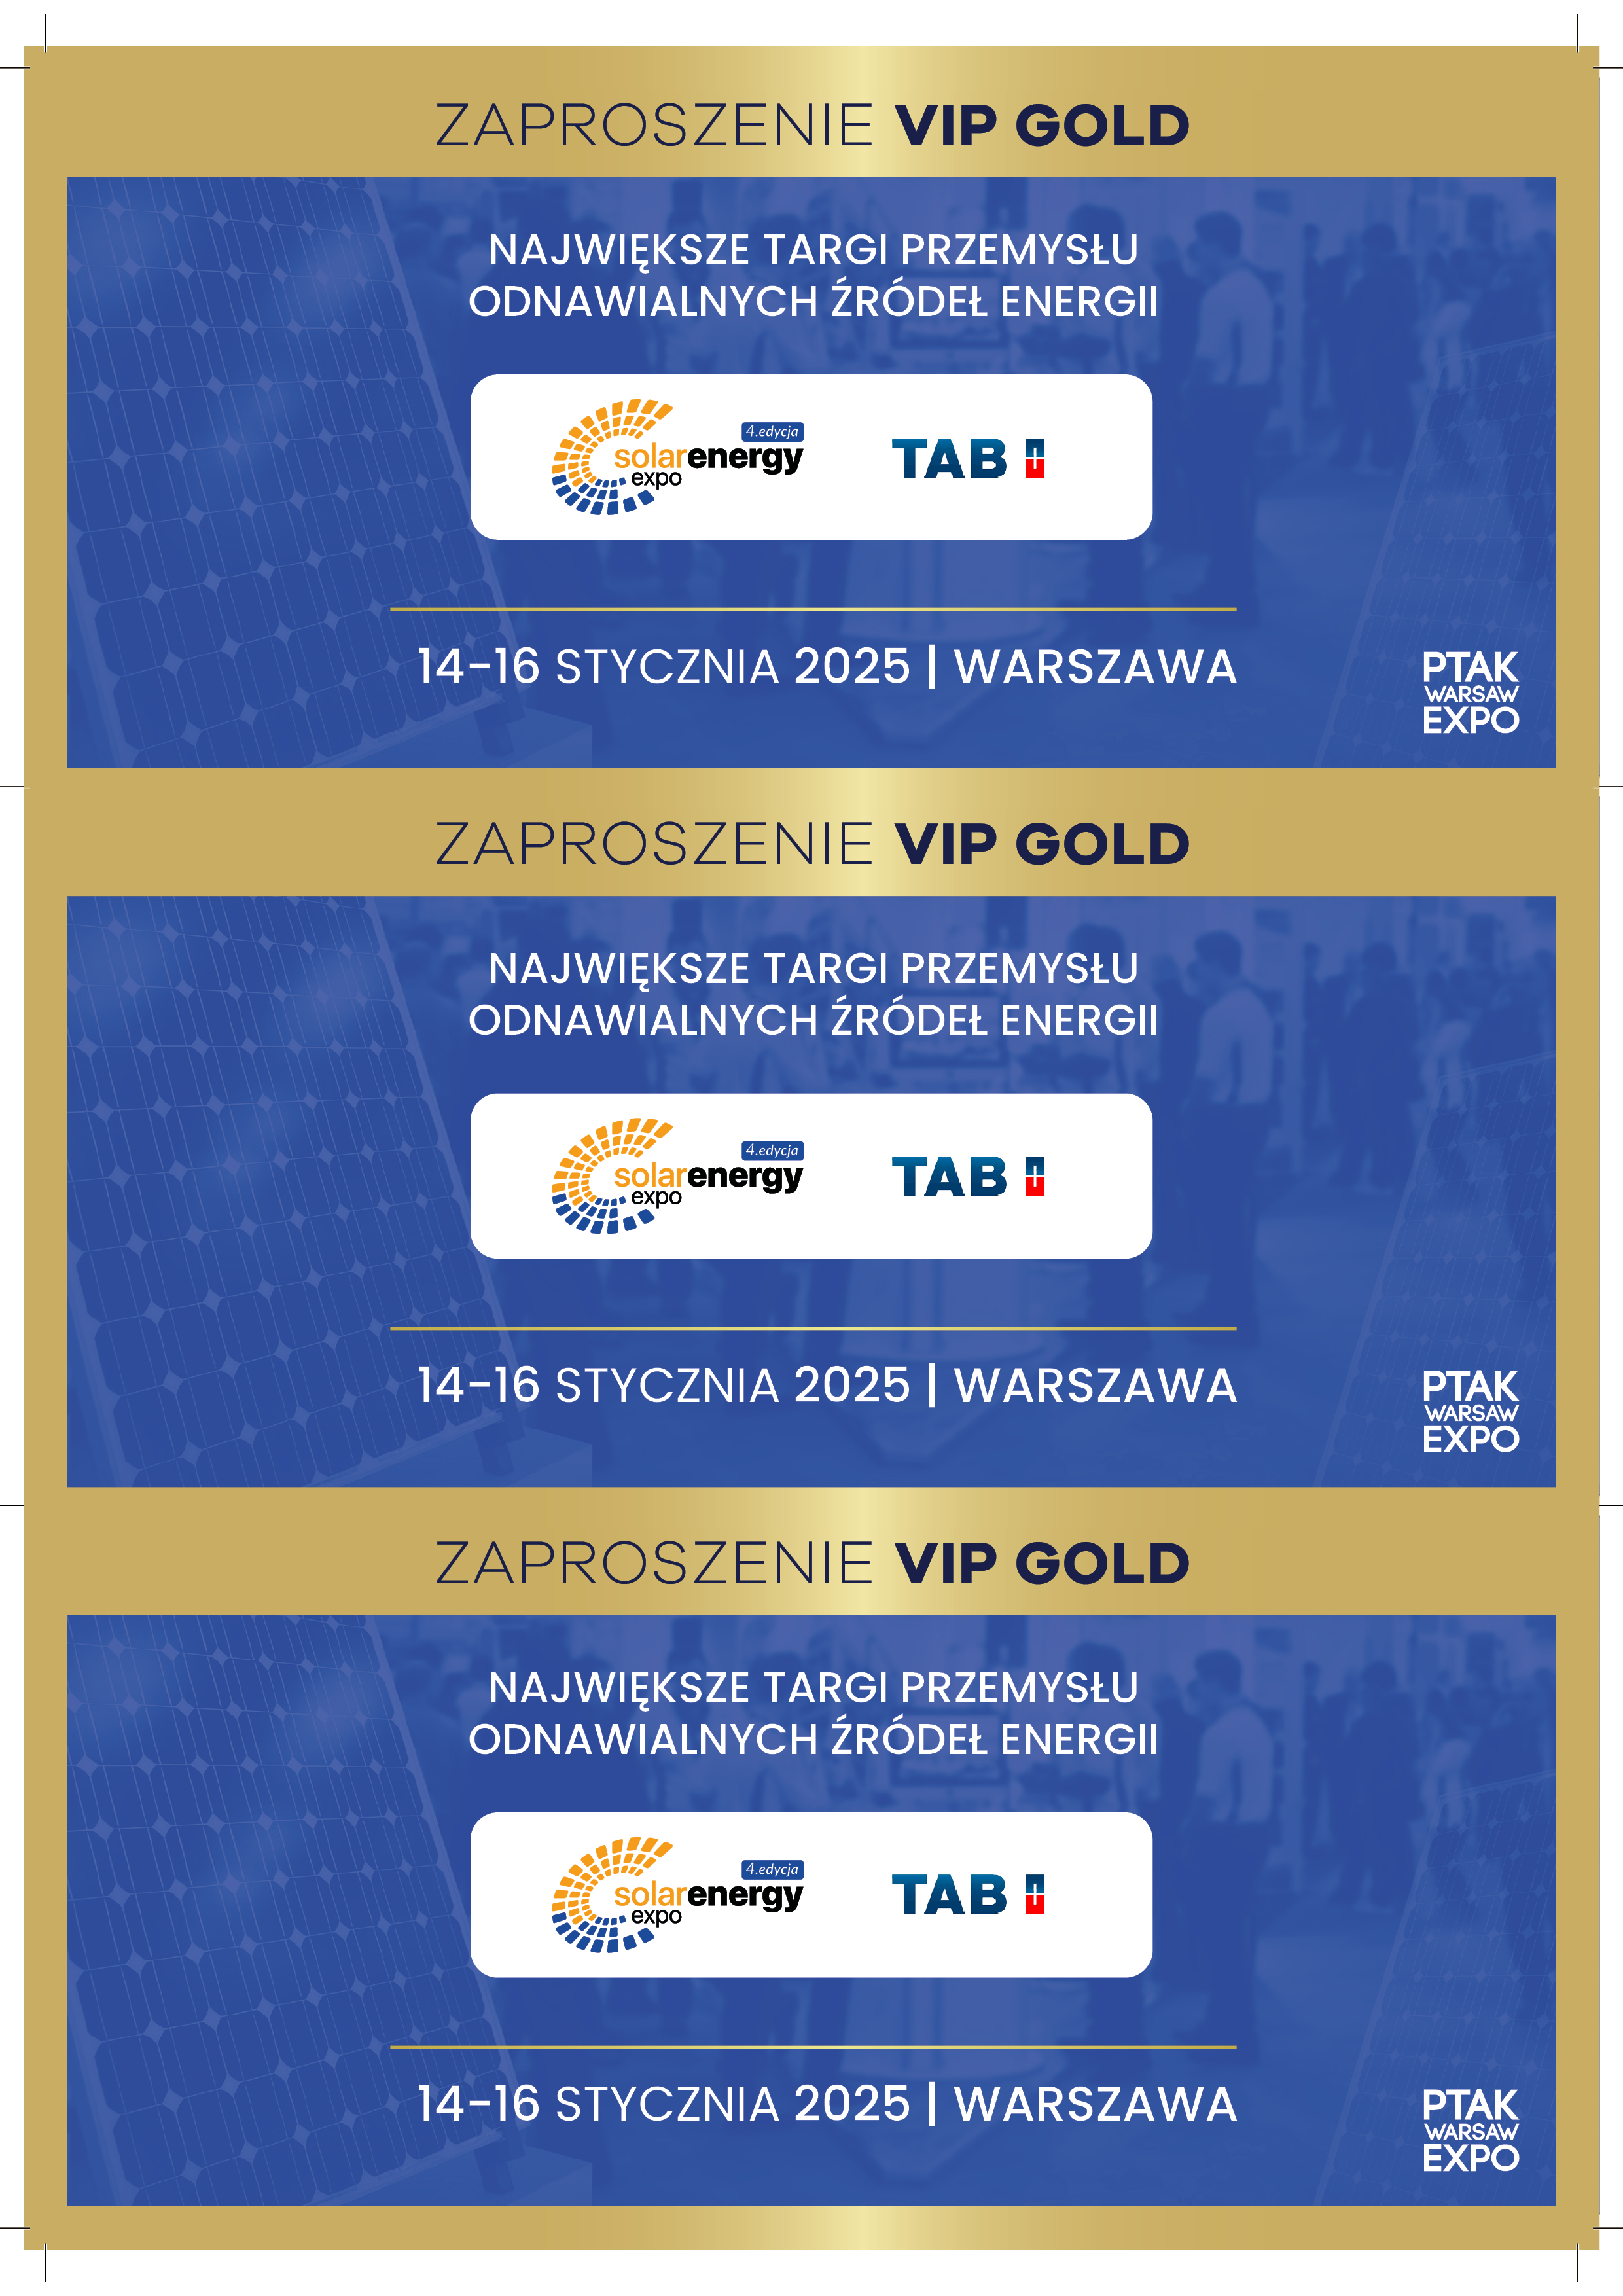 ZAPROSZENIE VIP GOLD
NAJWIĘKSZE TARGI PRZEMYSŁU
ODNAWIALNYCH ŹRÓDEŁ ENERGII
4.edycja
solarenergy
expo
TAB
14-16 STYCZNIA 2025 | WARSZAWA
PTAK
WARSAW
EXPO
ZAPROSZENIE VIP GOLD
NAJWIĘKSZE TARGI PRZEMYSŁU
ODNAWIALNYCH ŹRÓDEŁ ENERGII
4.edycja
solarenergy
expo
TAB
14-16 STYCZNIA 2025 | WARSZAWA
PTAK
WARSAW
EXPO
ZAPROSZENIE VIP GOLD
NAJWIĘKSZE TARGI PRZEMYSŁU
ODNAWIALNYCH ŹRÓDEŁ ENERGII
4.edycja
solarenergy
expo
TAB
14-16 STYCZNIA 2025 | WARSZAWA
PTAK
WARSAW
EXPO